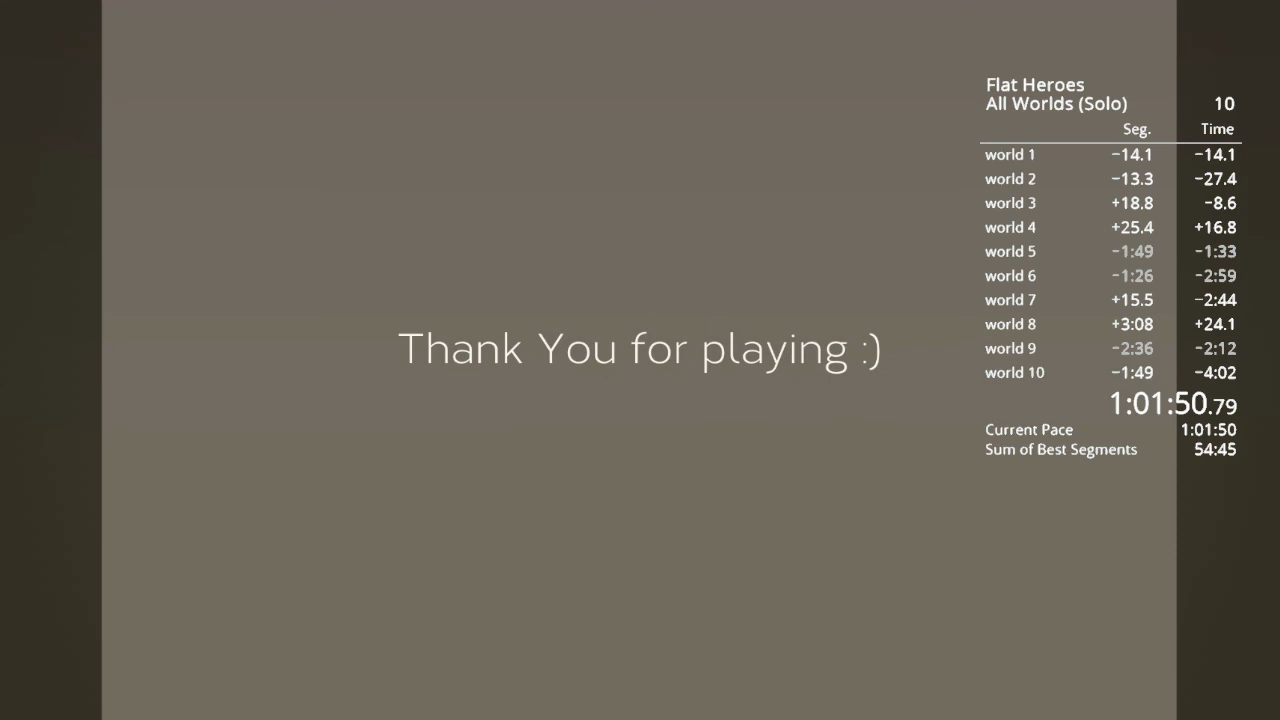 Flat Heroes
All Worlds (Solo) 10
Seg. Time
world 1 −14.1 −14.1
world 2 −13.3 −27.4
world 3 +18.8 −8.6
world 4 +25.4 +16.8
world 5 −1:49 −1:33
world 6 −1:26 −2:59
world 7 +15.5 −2:44
world 8 +3:08 +24.1
world 9 −2:36 −2:12
world 10 −1:49 −4:02
1:01:50.79
Current Pace 1:01:50
Sum of Best Segments 54:45
Thank You for playing :)